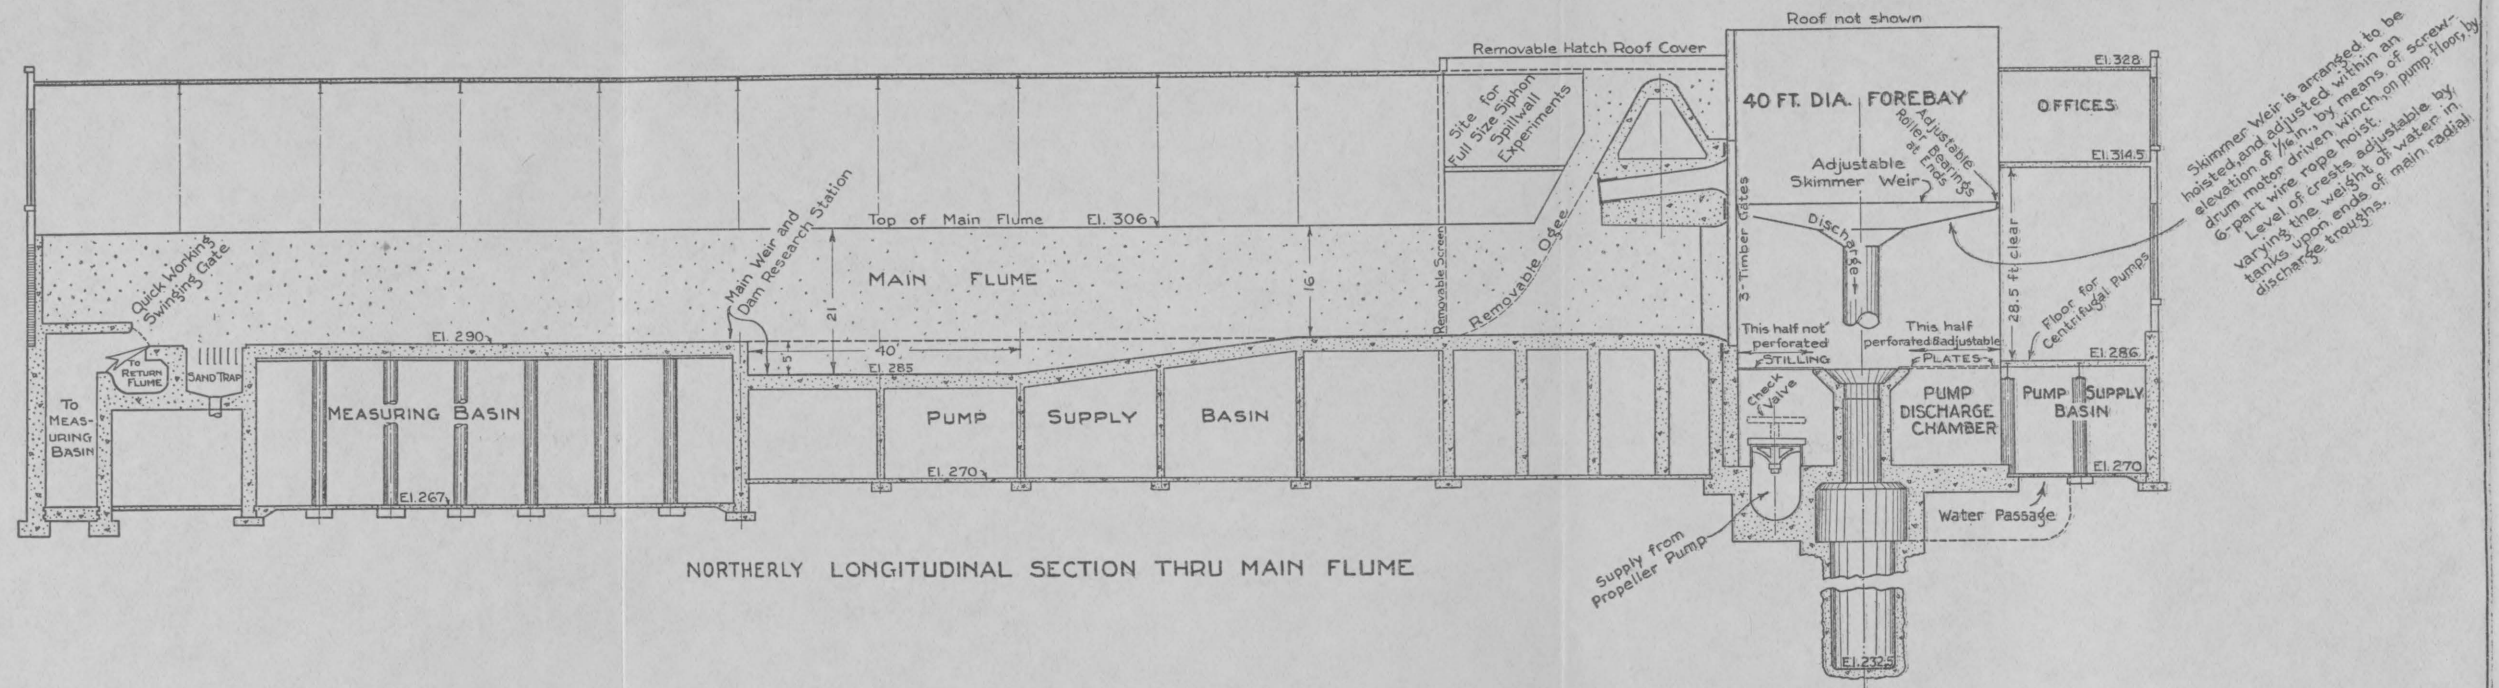 Roof not shown
Removable Hatch Roof Cover
El. 328
40 FT. DIA. FOREBAY
OFFICES
Site for
Full Size Siphon
Spillwall
Experiments
Adjustable
Roller Bearings
at Ends
El. 314.5
Adjustable
Skimmer Weir
Skimmer Weir is arranged to be
hoisted, and adjusted within an
elevation of 1/16 in., by means of screw-
drum motor driven winch, on pump floor, by
6-part wire rope hoist.
Level of crests adjustable by
varying the weight of water in
tanks upon ends of main radial
discharge troughs.
Top of Main Flume El. 306
Discharge
3-Timber Gates
28.5 ft. clear
Quick Working
Swinging Gate
Main Weir and
Dam Research Station
MAIN FLUME
21'
16'
Removable Screen
Removable Ogee
Floor for
Centrifugal Pumps
This half not
perforated
This half
perforated & adjustable
STILLING
PLATES
El. 290
5'
40'
El. 285
El. 286
To
RETURN
FLUME
SAND TRAP
To
MEAS-
URING
BASIN
MEASURING BASIN
PUMP SUPPLY BASIN
Check
Valve
PUMP
DISCHARGE
CHAMBER
PUMP SUPPLY
BASIN
El. 267
El. 270
El. 270
Water Passage
Supply from
Propeller Pump
NORTHERLY LONGITUDINAL SECTION THRU MAIN FLUME
El. 232.5